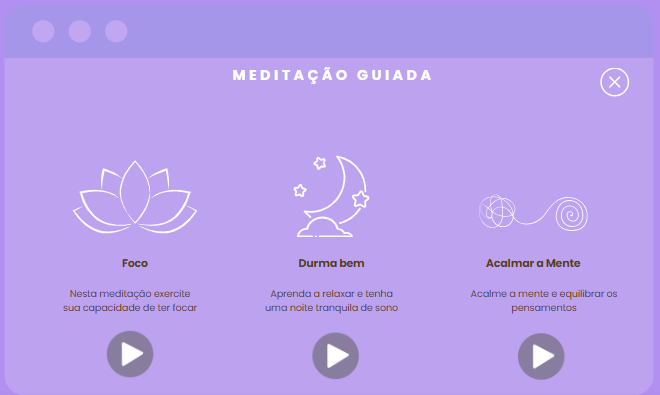 MEDITAÇÃO GUIADA
Foco
Nesta meditação exercite
sua capacidade de ter focar
Durma bem
Aprenda a relaxar e tenha
uma noite tranquila de sono
Acalmar a Mente
Acalme a mente e equilibrar os
pensamentos